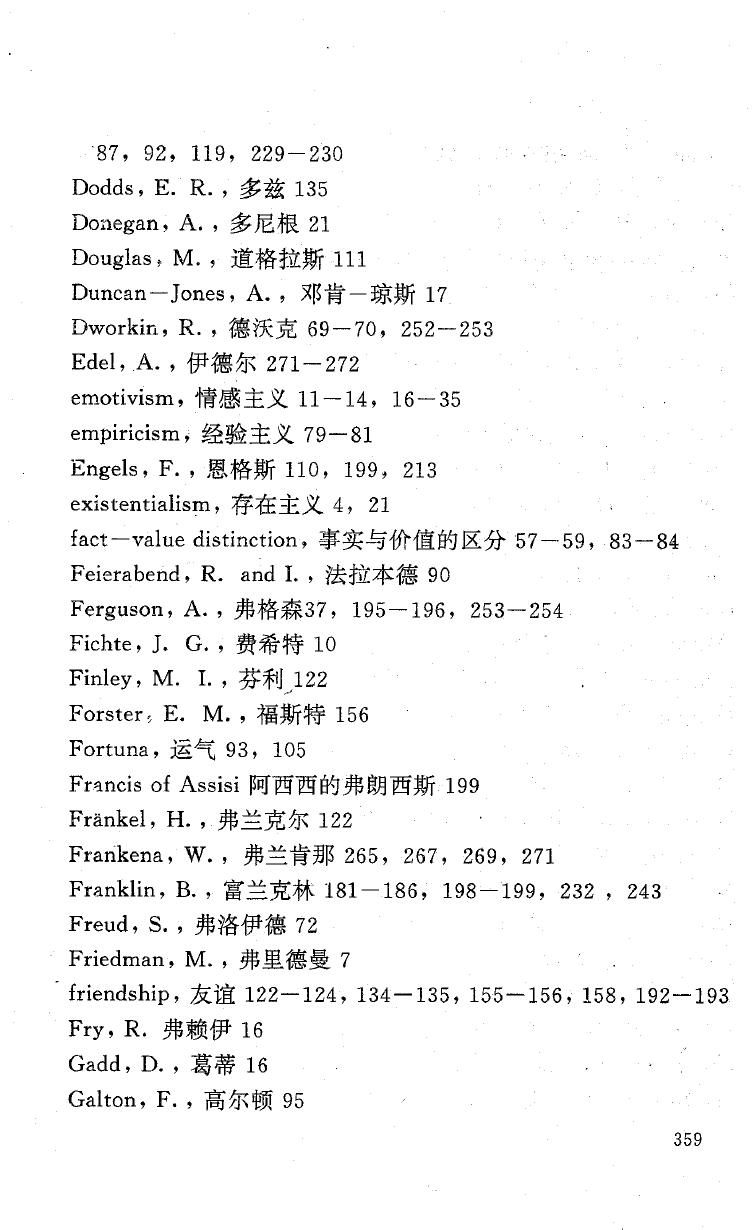 87，92，119，229－230
Dodds，E. R.，多兹 135
Donegan，A.，多尼根 21
Douglas，M.，道格拉斯 111
Duncan－Jones，A.，邓肯－琼斯 17
Dworkin，R.，德沃克 69－70，252－253
Edel，A.，伊德尔 271－272
emotivism，情感主义 11－14，16－35
empiricism，经验主义 79－81
Engels，F.，恩格斯 110，199，213
existentialism，存在主义 4，21
fact－value distinction，事实与价值的区分 57－59，83－84
Feierabend，R. and I.，法拉本德 90
Ferguson，A.，弗格森37，195－196，253－254
Fichte，J. G.，费希特 10
Finley，M. I.，芬利 122
Forster，E. M.，福斯特 156
Fortuna，运气 93，105
Francis of Assisi 阿西西的弗朗西斯 199
Fränkel，H.，弗兰克尔 122
Frankena，W.，弗兰肯那 265，267，269，271
Franklin，B.，富兰克林 181－186，198－199，232，243
Freud，S.，弗洛伊德 72
Friedman，M.，弗里德曼 7
friendship，友谊 122－124，134－135，155－156，158，192－193
Fry，R. 弗赖伊 16
Gadd，D.，葛蒂 16
Galton，F.，高尔顿 95
359